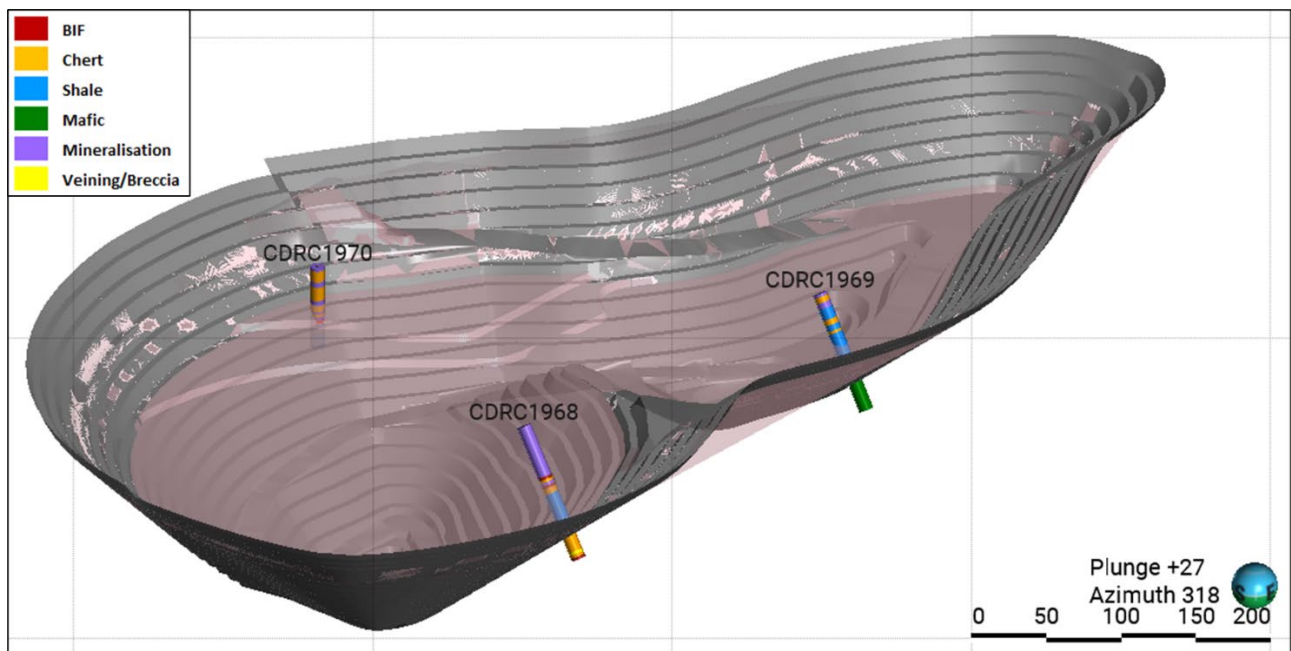 BIF
Chert
Shale
Mafic
Mineralisation
Veining/Breccia
CDRC1970
CDRC1969
CDRC1968
Plunge +27
Azimuth 318
S E
0 50 100 150 200